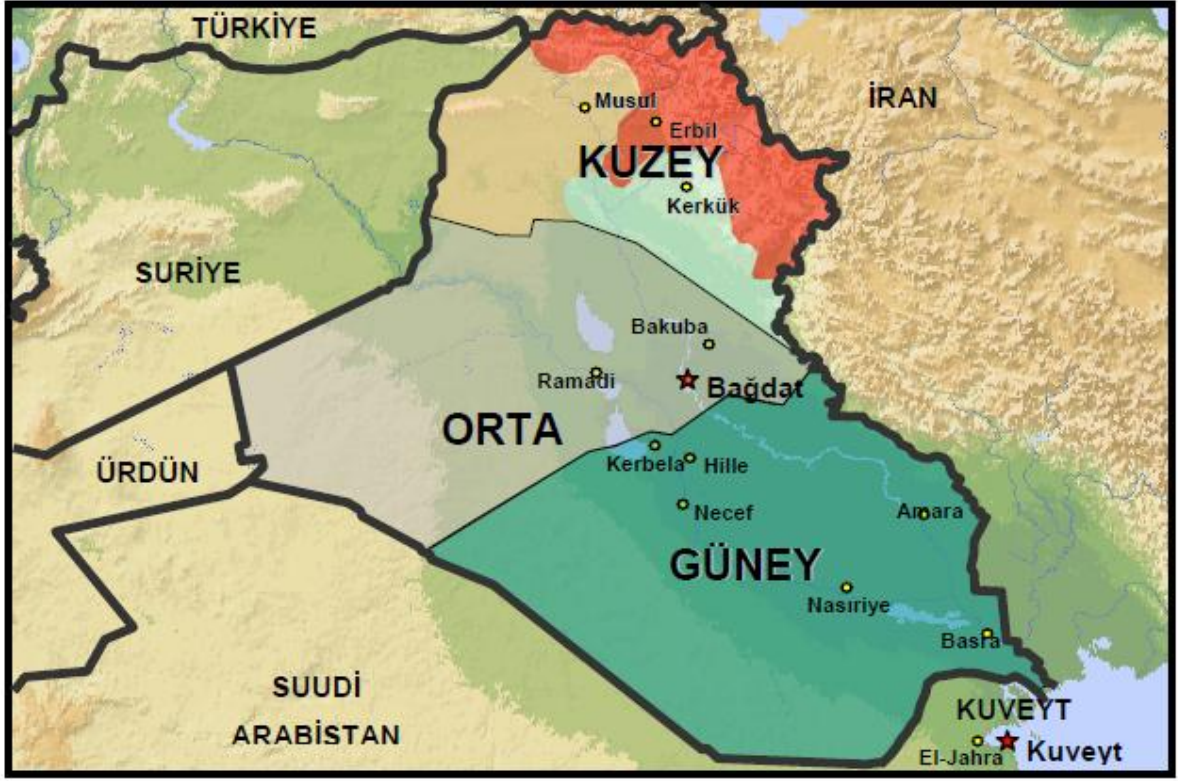 TÜRKİYE
İRAN
Musul
Erbil
KUZEY
Kerkük
SURİYE
Bakuba
Ramadi
Bağdat
ORTA
Kerbela
Hille
ÜRDÜN
Necef
Amara
GÜNEY
Nasıriye
Basra
SUUDİ
ARABİSTAN
KUVEYT
El-Jahra
Kuveyt